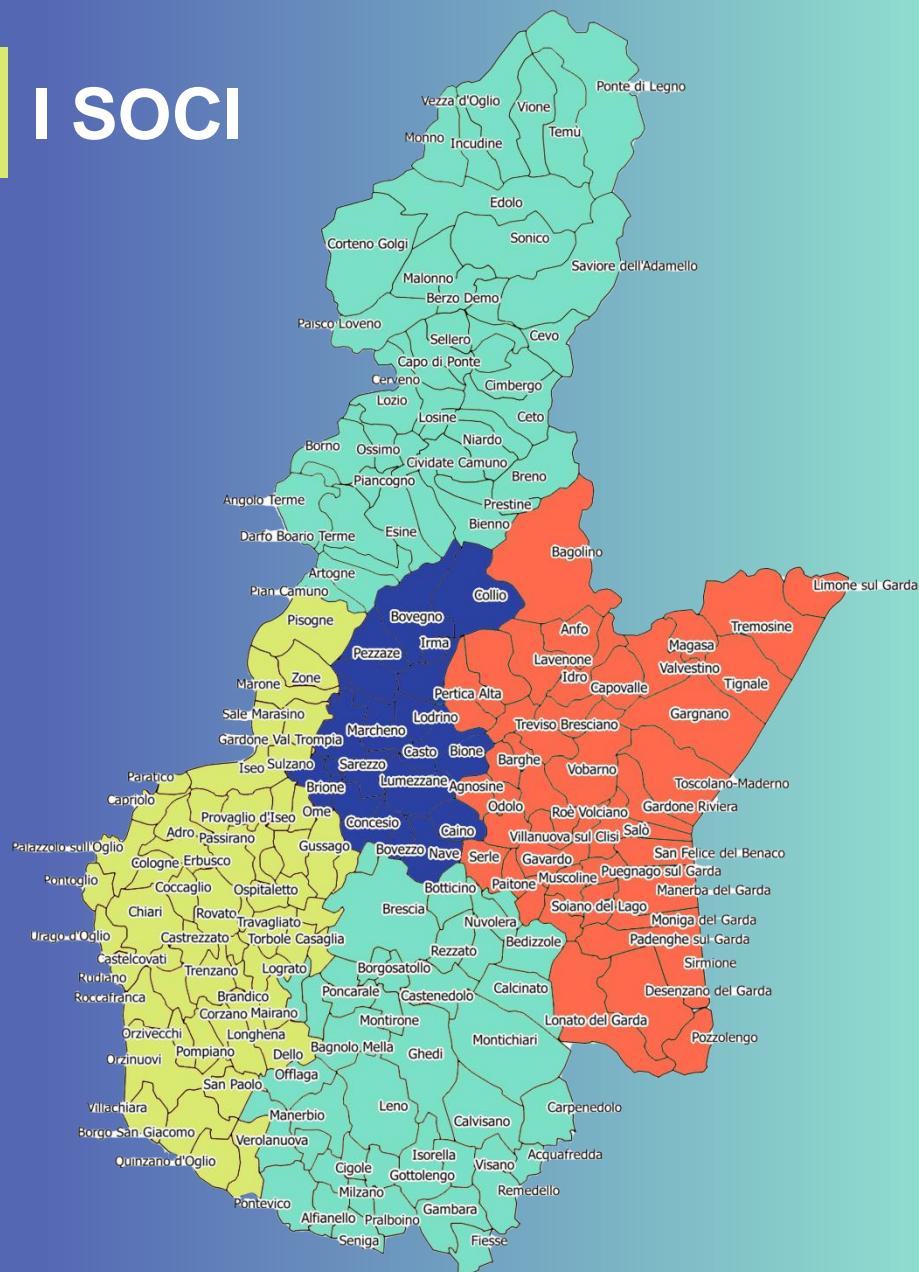 I SOCI
Ponte di Legno
Vezza d'Oglio
Vione
Temù
Monno
Incudine
Edolo
Sonico
Corteno Golgi
Saviore dell'Adamello
Malonno
Berzo Demo
Paisco Loveno
Cevo
Sellero
Capo di Ponte
Cerveno
Cimbergo
Lozio
Losine
Ceto
Niardo
Borno
Ossimo
Cividate Camuno
Breno
Piancogno
Angolo Terme
Prestine
Bienno
Darfo Boario Terme
Esine
Bagolino
Artogne
Limone sul Garda
Pian Camuno
Collio
Pisogne
Bovegno
Tremosine
Anfo
Irma
Magasa
Pezzaze
Lavenone
Valvestino
Idro
Zone
Marone
Capovalle
Tignale
Pertica Alta
Sale Marasino
Lodrino
Gargnano
Treviso Bresciano
Marcheno
Gardone Val Trompia
Casto
Bione
Barghe
Iseo
Sulzano
Sarezzo
Vobarno
Paratico
Lumezzane
Agnosine
Toscolano-Maderno
Brione
Capriolo
Odolo
Gardone Riviera
Ome
Roè Volciano
Provaglio d'Iseo
Concesio
Caino
Salò
Adro
Passirano
Villanuova sul Clisi
Palazzolo sull'Oglio
Gussago
Bovezzo
Nave
Serle
San Felice del Benaco
Cologne
Erbusco
Gavardo
Puegnago sul Garda
Pontoglio
Muscoline
Coccaglio
Ospitaletto
Botticino
Paitone
Manerba del Garda
Soiano del Lago
Chiari
Rovato
Brescia
Travagliato
Nuvolera
Moniga del Garda
Urago d'Oglio
Castrezzato
Torbole Casaglia
Bedizzole
Padenghe sul Garda
Rezzato
Castelcovati
Sirmione
Trenzano
Lograto
Borgosatollo
Rudiano
Calcinato
Roccafranca
Brandico
Poncarale
Castenedolo
Desenzano del Garda
Corzano
Mairano
Montirone
Lonato del Garda
Orzivecchi
Longhena
Montichiari
Pozzolengo
Orzinuovi
Pompiano
Dello
Bagnolo Mella
Ghedi
Offlaga
San Paolo
Villachiara
Leno
Carpenedolo
Manerbio
Calvisano
Borgo San Giacomo
Verolanuova
Quinzano d'Oglio
Isorella
Acquafredda
Cigole
Visano
Gottolengo
Milzano
Remedello
Pontevico
Gambara
Alfianello
Pralboino
Seniga
Fiesse